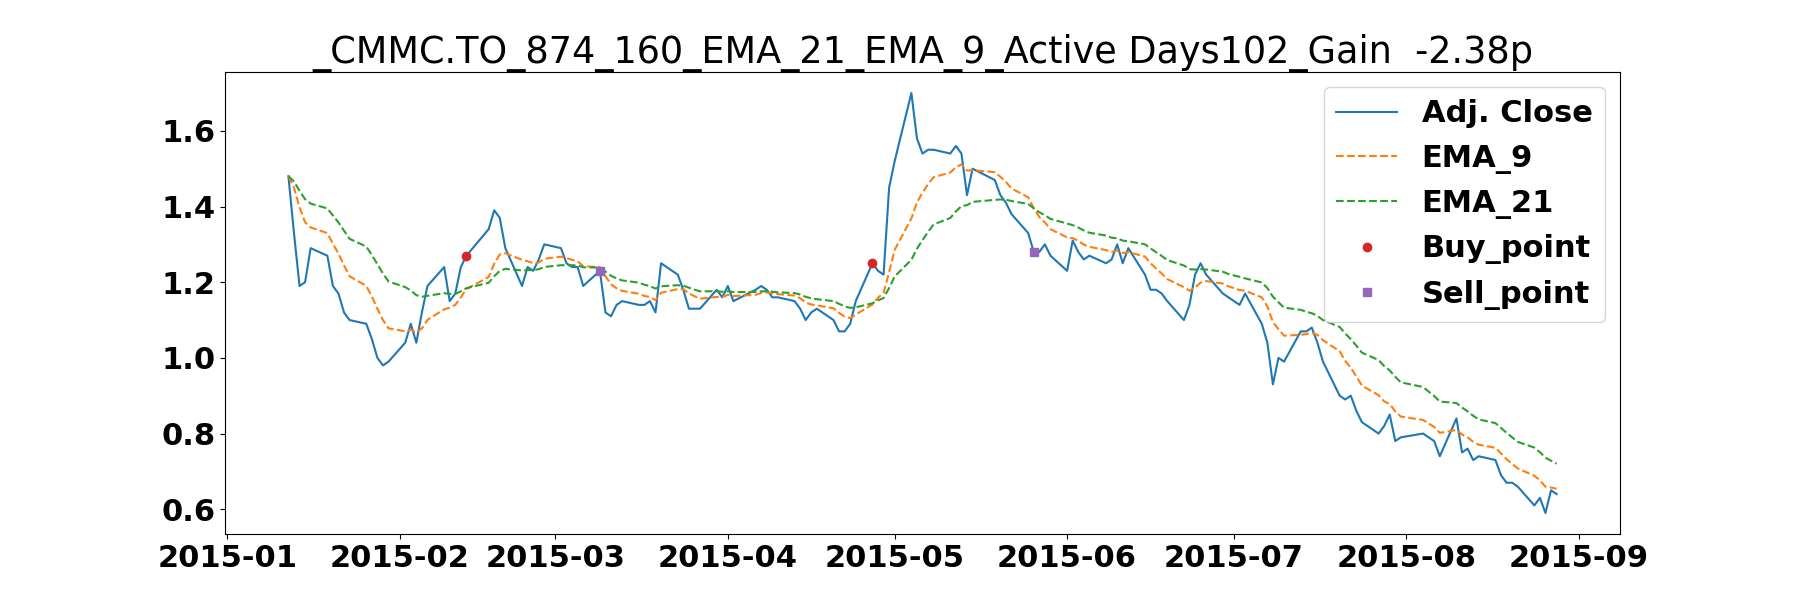 _CMMC.TO_874_160_EMA_21_EMA_9_Active Days102_Gain  -2.38p
Adj. Close
EMA_9
EMA_21
Buy_point
Sell_point
1.6
1.4
1.2
1.0
0.8
0.6
2015-01 2015-02 2015-03 2015-04 2015-05 2015-06 2015-07 2015-08 2015-09